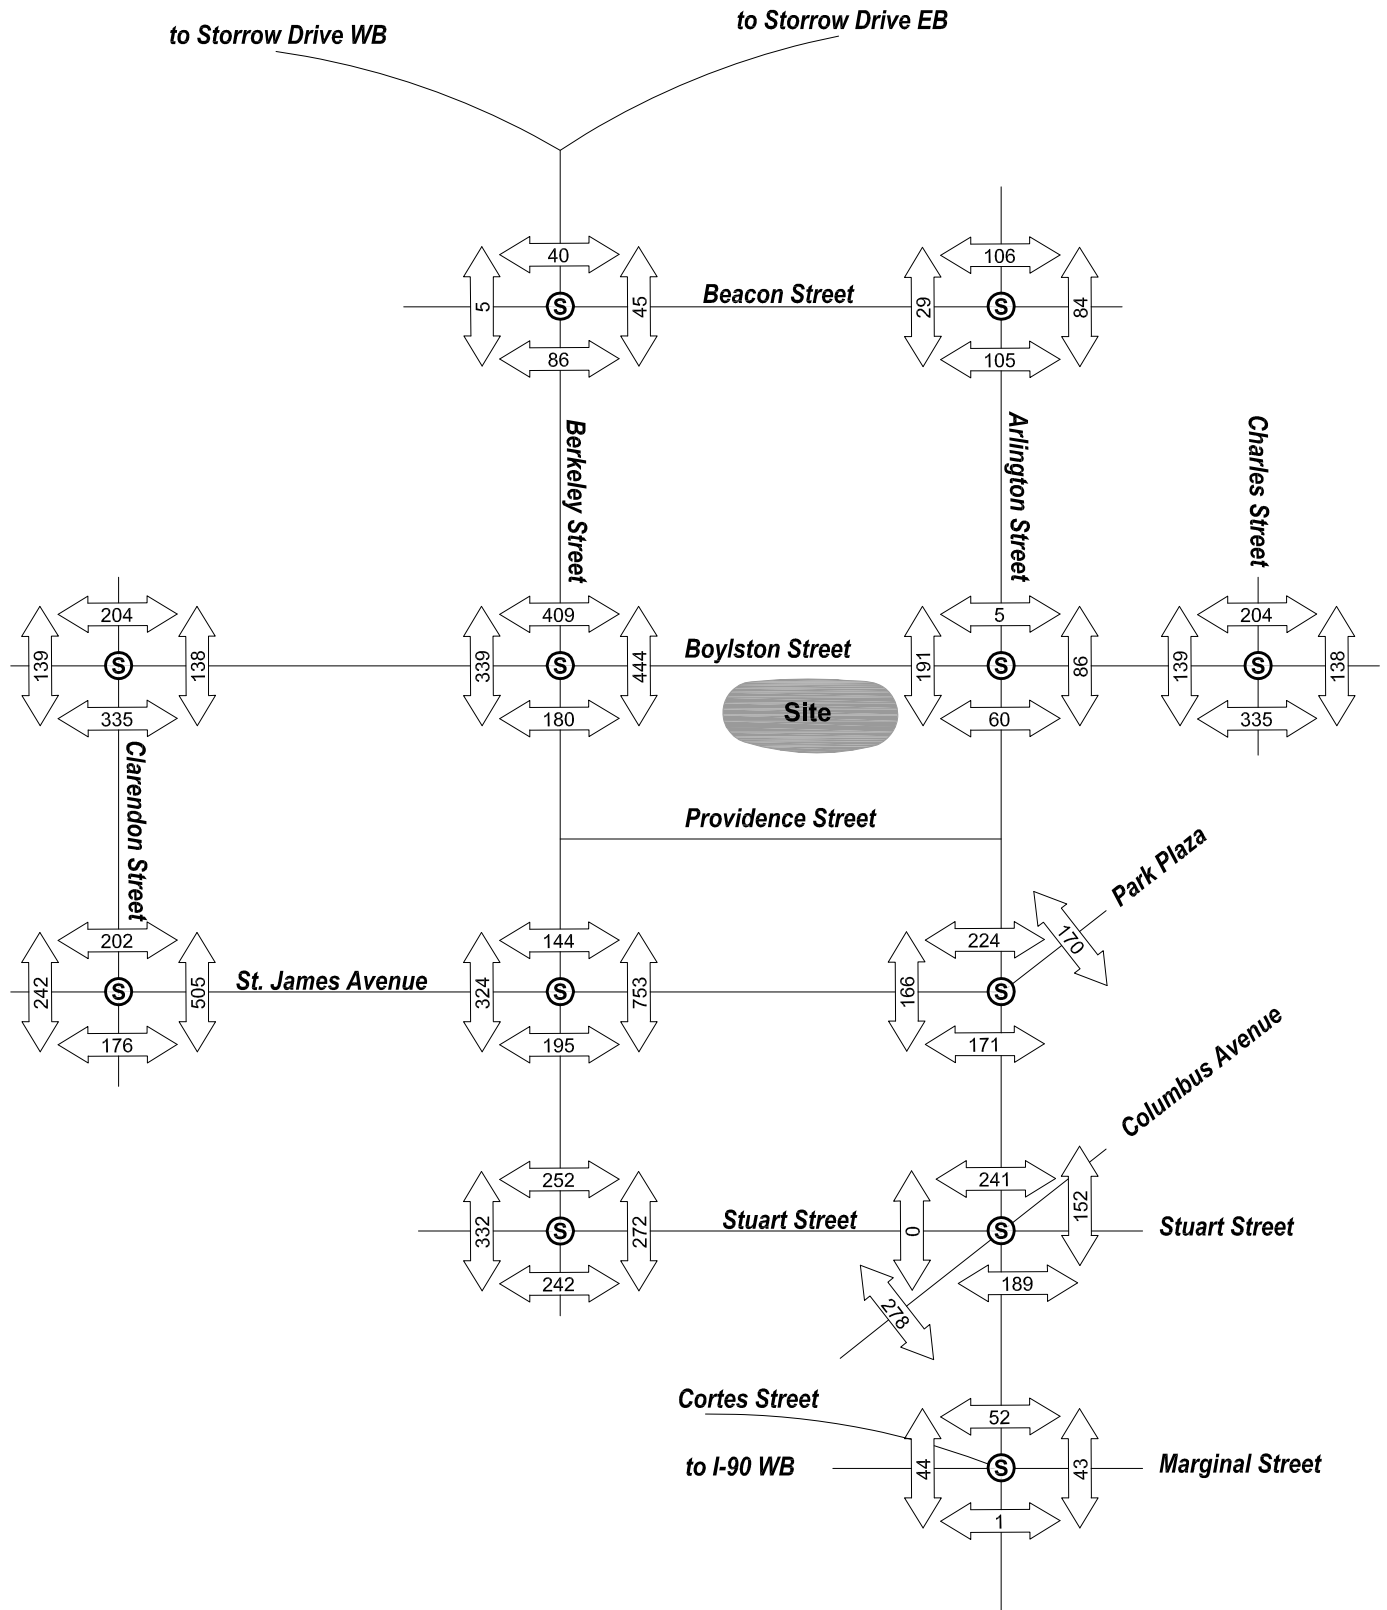 to Storrow Drive WB
to Storrow Drive EB
40
5
S
45
86
Beacon Street
106
29
S
84
105
Berkeley Street
Arlington Street
Charles Street
204
139
S
138
335
409
339
S
444
180
Boylston Street
Site
5
191
S
86
60
204
139
S
138
335
Clarendon Street
Providence Street
Park Plaza
202
242
S
505
176
St. James Avenue
144
324
S
753
195
224
170
166
S
171
Columbus Avenue
252
332
S
272
242
Stuart Street
241
0
S
152
189
278
Stuart Street
Cortes Street
to I-90 WB
52
44
S
43
1
Marginal Street